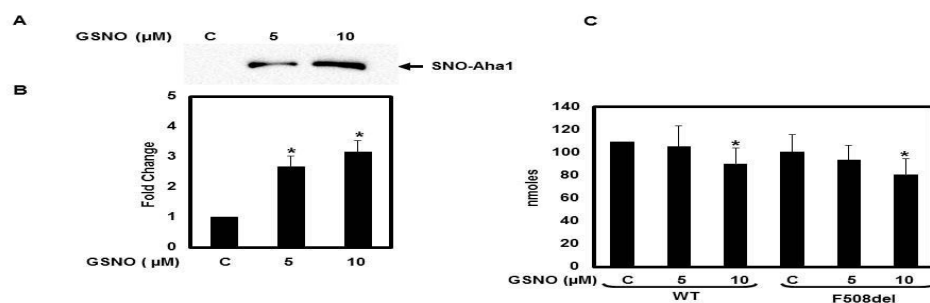 A
GSNO (µM) C 5 10
SNO-Aha1
B
5
4
3
2
1
0
Fold Change
* *
GSNO ( µM) C 5 10
C
140
120
100
80
60
40
20
0
nmoles
* *
GSNO (µM) C 5 10 C 5 10
WT F508del